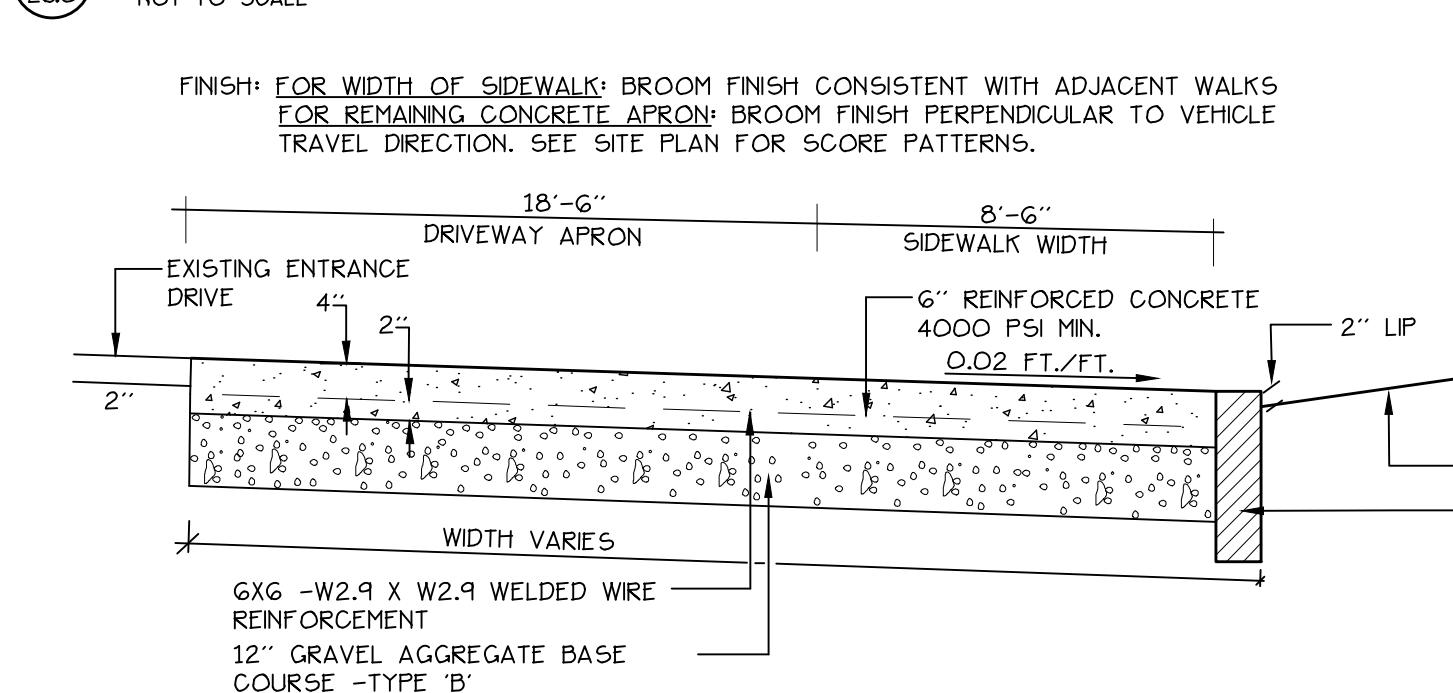 NOT TO SCALE
FINISH: FOR WIDTH OF SIDEWALK: BROOM FINISH CONSISTENT WITH ADJACENT WALKS
FOR REMAINING CONCRETE APRON: BROOM FINISH PERPENDICULAR TO VEHICLE
TRAVEL DIRECTION. SEE SITE PLAN FOR SCORE PATTERNS.
18'-6"
DRIVEWAY APRON
8'-6"
SIDEWALK WIDTH
EXISTING ENTRANCE
DRIVE
4"
2"
6" REINFORCED CONCRETE
4000 PSI MIN.
0.02 FT./FT.
2" LIP
2"
WIDTH VARIES
6X6 -W2.9 X W2.9 WELDED WIRE
REINFORCEMENT
12" GRAVEL AGGREGATE BASE
COURSE -TYPE 'B'